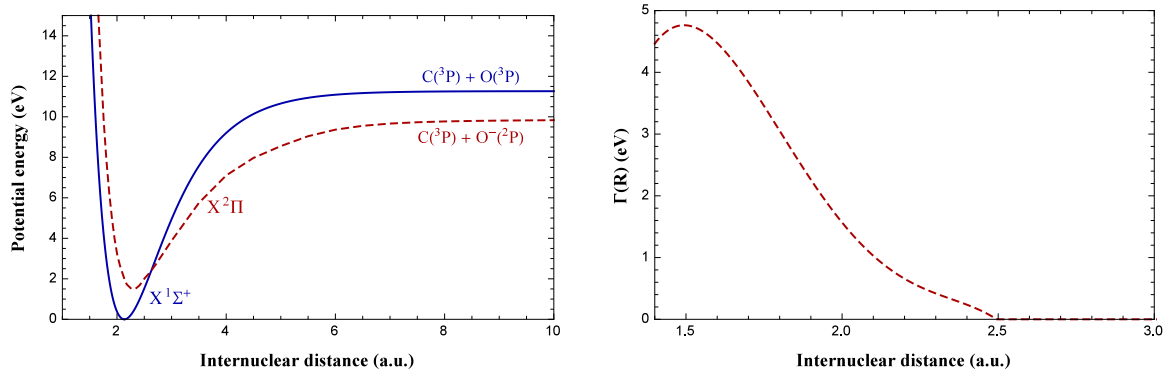 Potential energy (eV)
14
12
10
8
6
4
2
0
C(³P) + O(³P)
C(³P) + O⁻(²P)
X²Π
X¹Σ⁺
2
4
6
8
10
Internuclear distance (a.u.)
Γ(R) (eV)
5
4
3
2
1
0
1.5
2.0
2.5
3.0
Internuclear distance (a.u.)